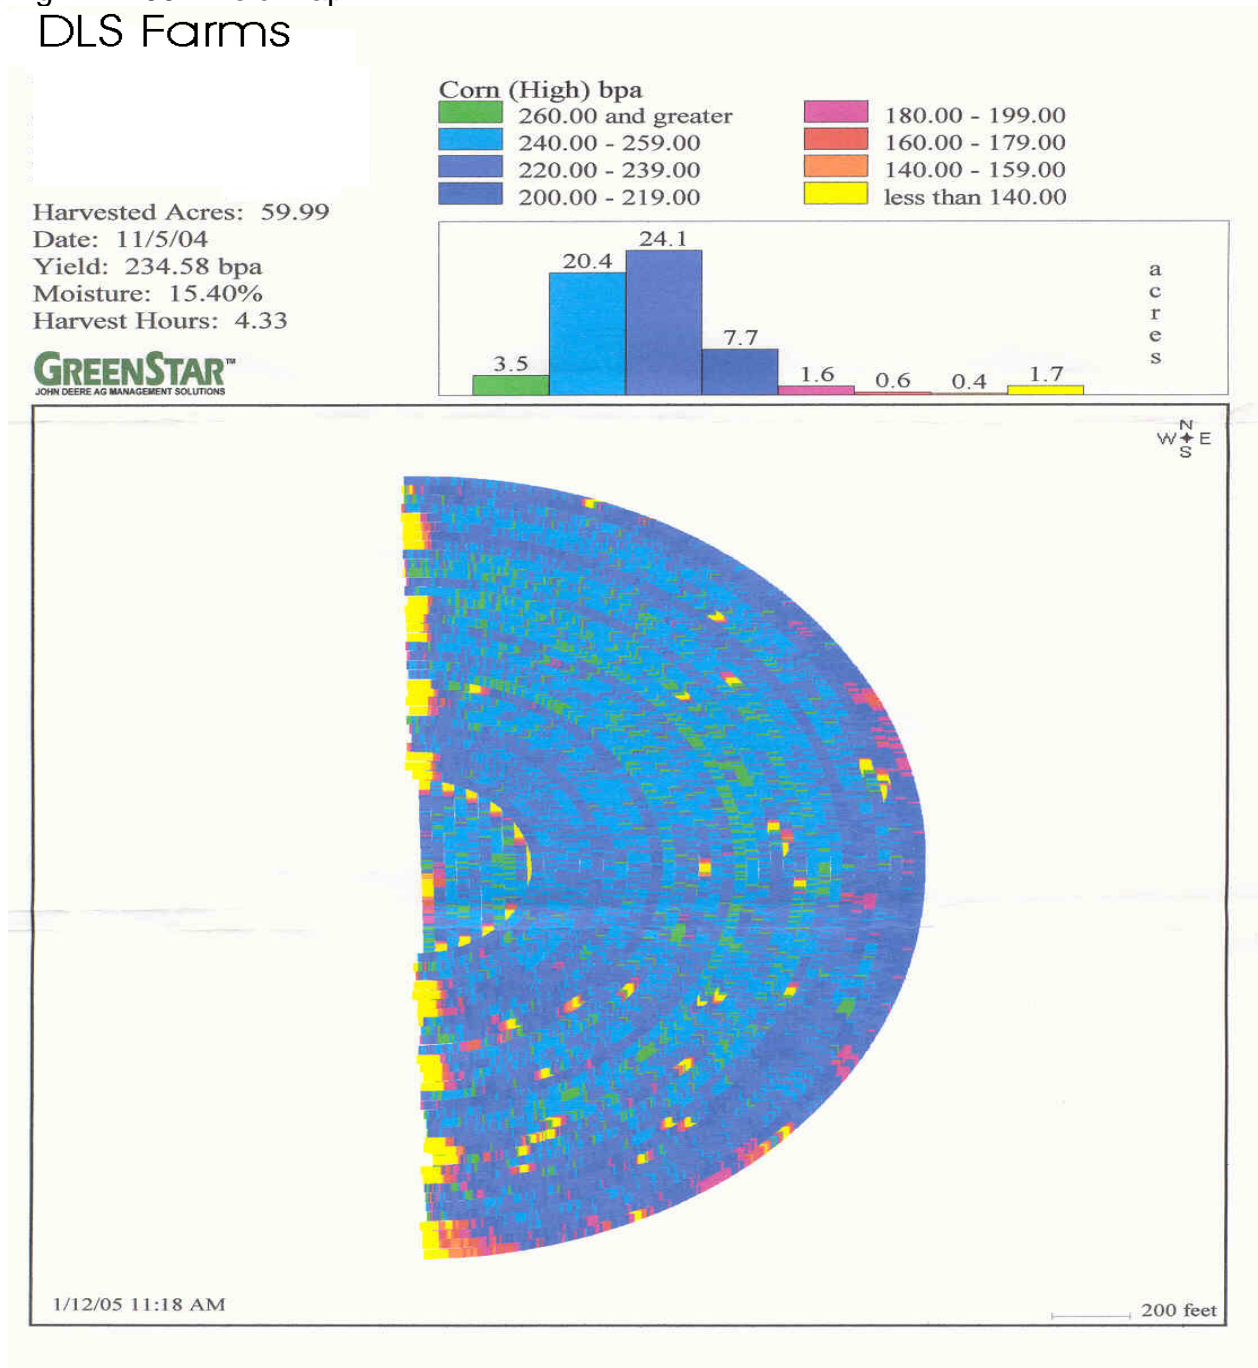 DLS Farms
Corn (High) bpa
260.00 and greater
240.00 - 259.00
220.00 - 239.00
200.00 - 219.00
180.00 - 199.00
160.00 - 179.00
140.00 - 159.00
less than 140.00
Harvested Acres: 59.99
Date: 11/5/04
Yield: 234.58 bpa
Moisture: 15.40%
Harvest Hours: 4.33
GREENSTAR™
JOHN DEERE AG MANAGEMENT SOLUTIONS
3.5
20.4
24.1
7.7
1.6
0.6
0.4
1.7
acres
N
W E
S
1/12/05 11:18 AM
200 feet